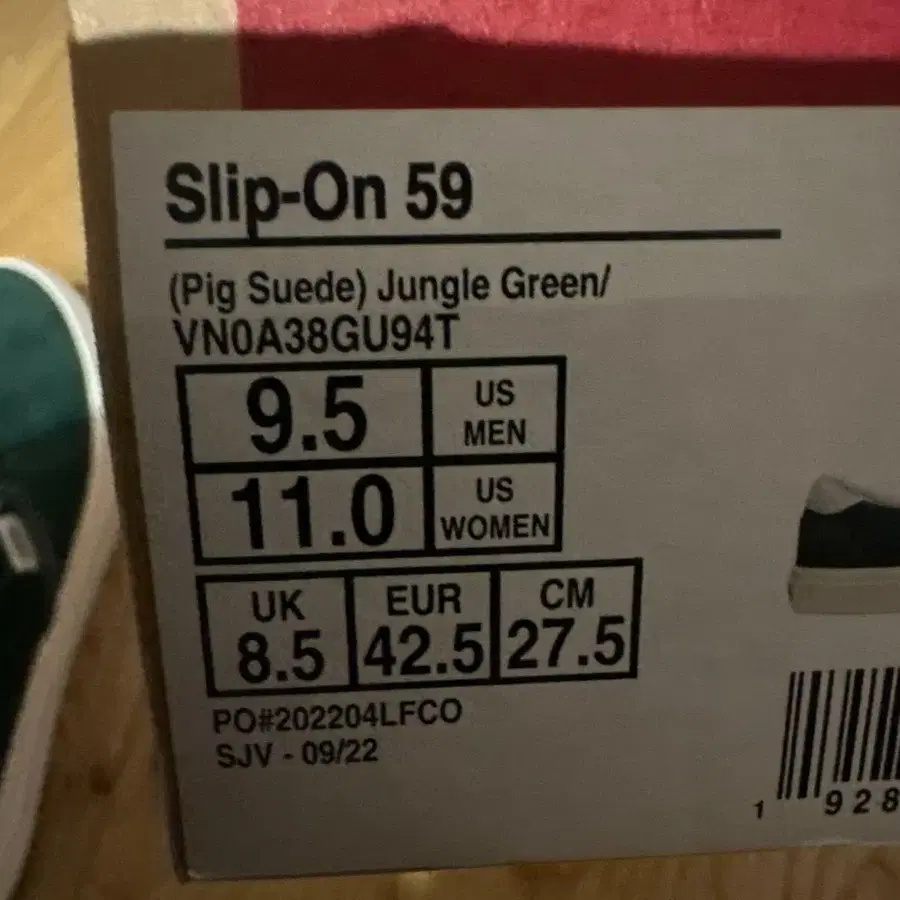 Slip-On 59
(Pig Suede) Jungle Green/
VN0A38GU94T
9.5 US MEN
11.0 US WOMEN
UK EUR CM
8.5 42.5 27.5
PO#202204LFCO
SJV - 09/22
1 928